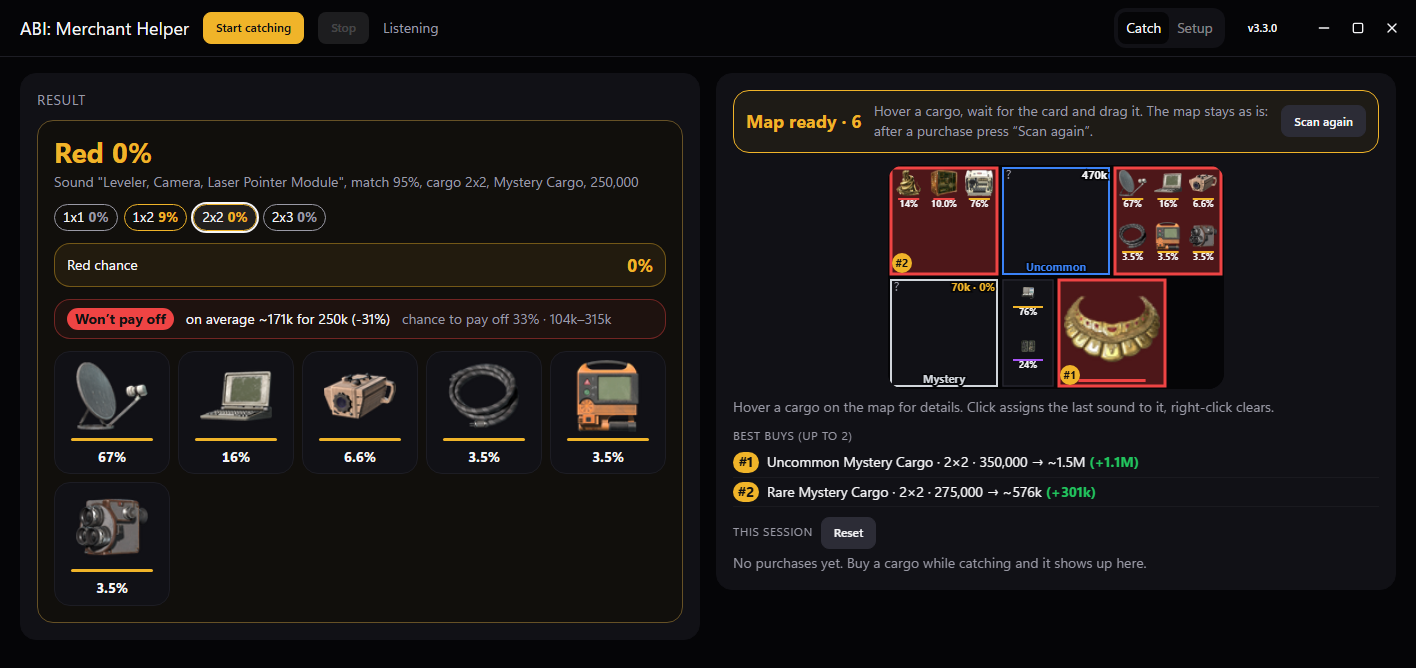 ABI: Merchant Helper Start catching Stop Listening Catch Setup v3.3.0
RESULT
Red 0%
Sound "Leveler, Camera, Laser Pointer Module", match 95%, cargo 2x2, Mystery Cargo, 250,000
1x1 0% 1x2 9% 2x2 0% 2x3 0%
Red chance 0%
Won't pay off on average ~171k for 250k (-31%) chance to pay off 33% · 104k–315k
67% 16% 6.6% 3.5% 3.5%
3.5%
Map ready · 6
Hover a cargo, wait for the card and drag it. The map stays as is:
after a purchase press “Scan again”.
Scan again
14% 10.0% 76%
#2
? 470k
Uncommon
67% 16% 6.6%
3.5% 3.5% 3.5%
? 70k · 0%
Mystery
76%
24%
#1
Hover a cargo on the map for details. Click assigns the last sound to it, right-click clears.
BEST BUYS (UP TO 2)
#1 Uncommon Mystery Cargo · 2×2 · 350,000 → ~1.5M (+1.1M)
#2 Rare Mystery Cargo · 2×2 · 275,000 → ~576k (+301k)
THIS SESSION Reset
No purchases yet. Buy a cargo while catching and it shows up here.